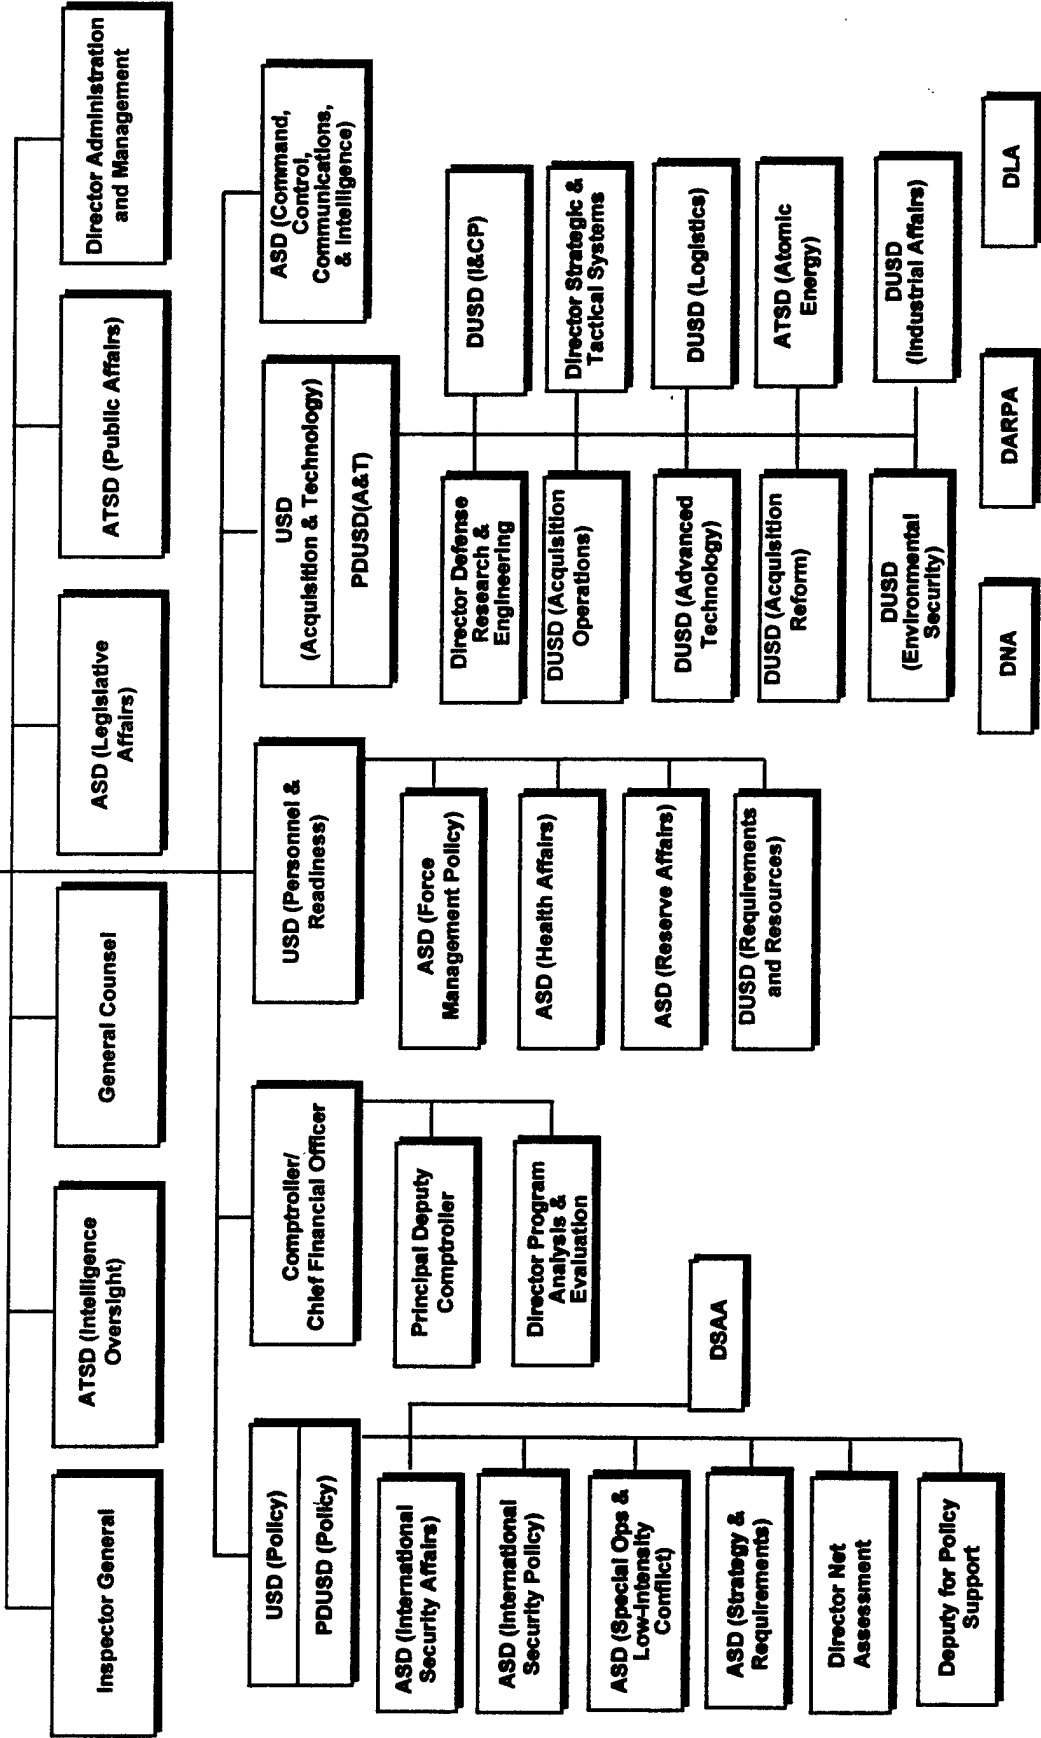 Inspector General
ATSD (Intelligence
Oversight)
General Counsel
ASD (Legislative
Affairs)
ATSD (Public Affairs)
Director Administration
and Management
USD (Policy)
PDUSD (Policy)
Comptroller/
Chief Financial Officer
USD (Personnel &
Readiness)
USD
(Acquisition & Technology)
PDUSD(A&T)
ASD (Command,
Control,
Communications,
& Intelligence)
ASD (International
Security Affairs)
ASD (International
Security Policy)
ASD (Special Ops &
Low-Intensity
Conflict)
ASD (Strategy &
Requirements)
Director Net
Assessment
Deputy for Policy
Support
DSAA
Principal Deputy
Comptroller
Director Program
Analysis &
Evaluation
ASD (Force
Management Policy)
ASD (Health Affairs)
ASD (Reserve Affairs)
DUSD (Requirements
and Resources)
Director Defense
Research &
Engineering
DUSD (I&CP)
DUSD (Acquisition
Operations)
Director Strategic &
Tactical Systems
DUSD (Advanced
Technology)
DUSD (Logistics)
DUSD (Acquisition
Reform)
ATSD (Atomic
Energy)
DUSD
(Environmental
Security)
DUSD
(Industrial Affairs)
DNA
DARPA
DLA